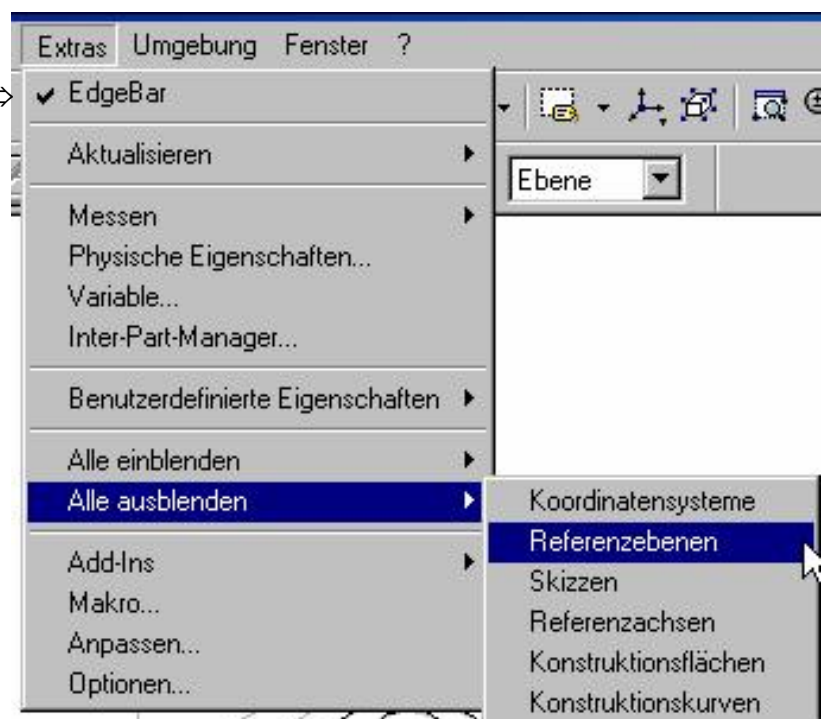 Extras Umgebung Fenster ?
EdgeBar
Aktualisieren
Ebene
Messen
Physische Eigenschaften...
Variable...
Inter-Part-Manager...
Benutzerdefinierte Eigenschaften
Alle einblenden
Alle ausblenden
Koordinatensysteme
Referenzebenen
Skizzen
Referenzachsen
Konstruktionsflächen
Konstruktionskurven
Add-Ins
Makro...
Anpassen...
Optionen...